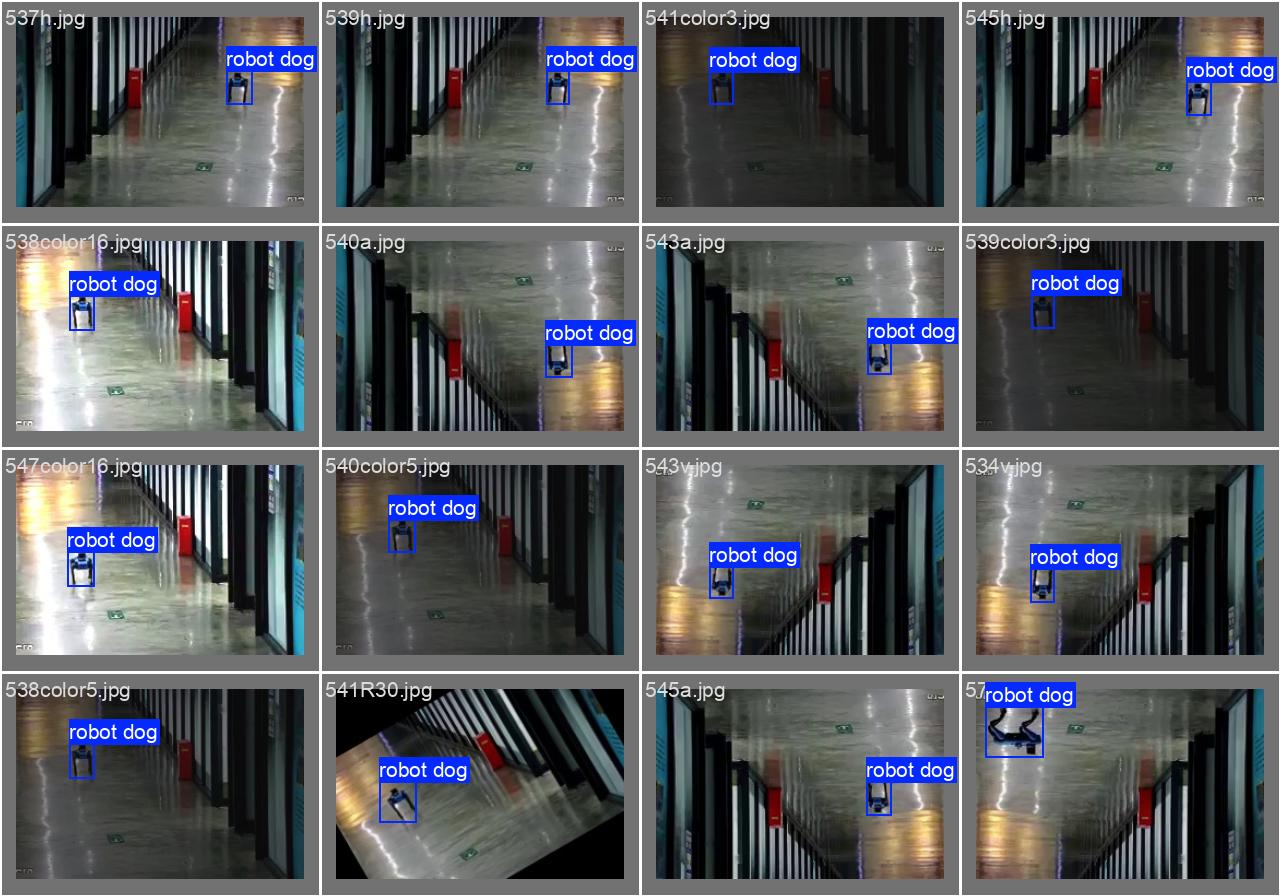 537h.jpg
robot dog
539h.jpg
robot dog
541color3.jpg
robot dog
545h.jpg
robot dog
538color16.jpg
robot dog
540a.jpg
robot dog
543a.jpg
robot dog
539color3.jpg
robot dog
547color16.jpg
robot dog
540color5.jpg
robot dog
543v.jpg
robot dog
534v.jpg
robot dog
538color5.jpg
robot dog
541R30.jpg
robot dog
545a.jpg
robot dog
57
robot dog